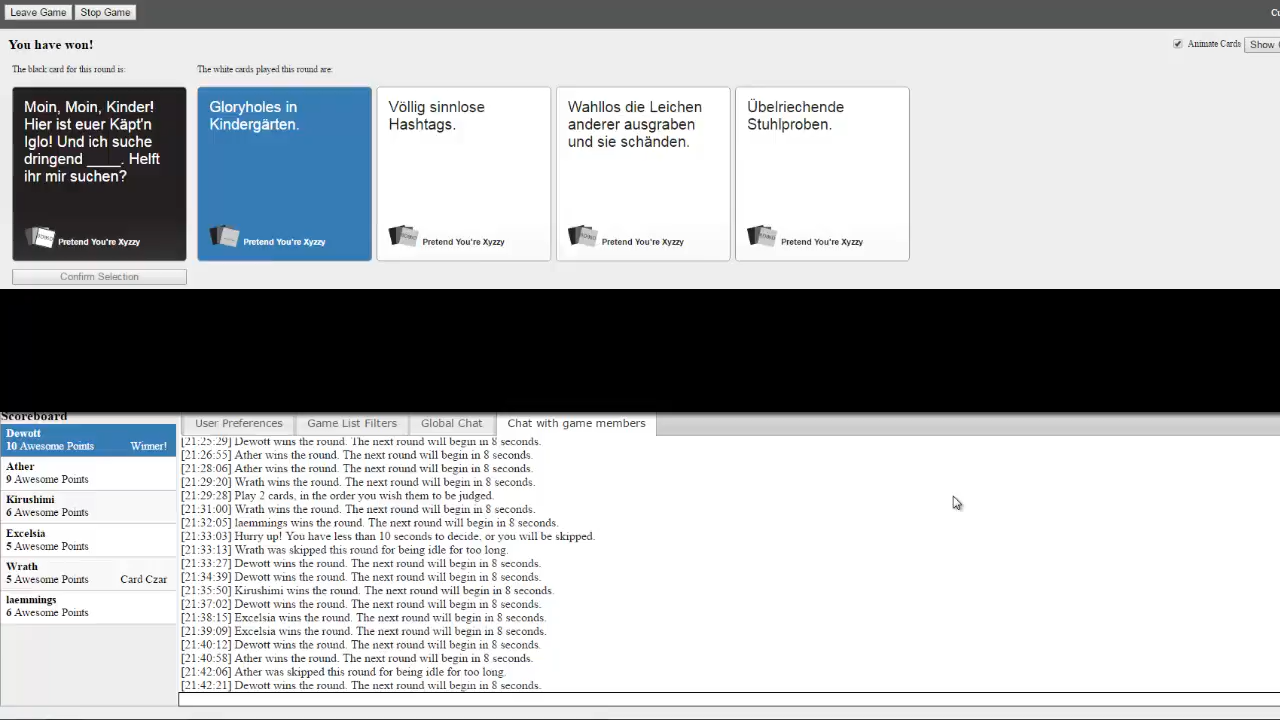 Leave Game Stop Game
You have won!
Animate Cards Show
The black card for this round is:
The white cards played this round are:
Moin, Moin, Kinder!
Hier ist euer Käpt'n
Iglo! Und ich suche
dringend ____. Helft
ihr mir suchen?
Pretend You're Xyzzy
Gloryholes in
Kindergärten.
Pretend You're Xyzzy
Völlig sinnlose
Hashtags.
Pretend You're Xyzzy
Wahllos die Leichen
anderer ausgraben
und sie schänden.
Pretend You're Xyzzy
Übelriechende
Stuhlproben.
Pretend You're Xyzzy
Confirm Selection
Scoreboard
Dewott
10 Awesome Points Winner!
Ather
9 Awesome Points
Kirushimi
6 Awesome Points
Excelsia
5 Awesome Points
Wrath
5 Awesome Points Card Czar
laemmings
6 Awesome Points
User Preferences Game List Filters Global Chat Chat with game members
[21:25:29] Dewott wins the round. The next round will begin in 8 seconds.
[21:26:55] Ather wins the round. The next round will begin in 8 seconds.
[21:28:06] Ather wins the round. The next round will begin in 8 seconds.
[21:29:20] Wrath wins the round. The next round will begin in 8 seconds.
[21:29:28] Play 2 cards, in the order you wish them to be judged.
[21:31:00] Wrath wins the round. The next round will begin in 8 seconds.
[21:32:05] laemmings wins the round. The next round will begin in 8 seconds.
[21:33:03] Hurry up! You have less than 10 seconds to decide, or you will be skipped.
[21:33:13] Wrath was skipped this round for being idle for too long.
[21:33:27] Dewott wins the round. The next round will begin in 8 seconds.
[21:34:39] Dewott wins the round. The next round will begin in 8 seconds.
[21:35:50] Kirushimi wins the round. The next round will begin in 8 seconds.
[21:37:02] Dewott wins the round. The next round will begin in 8 seconds.
[21:38:15] Excelsia wins the round. The next round will begin in 8 seconds.
[21:39:09] Excelsia wins the round. The next round will begin in 8 seconds.
[21:40:12] Dewott wins the round. The next round will begin in 8 seconds.
[21:40:58] Ather wins the round. The next round will begin in 8 seconds.
[21:42:06] Ather was skipped this round for being idle for too long.
[21:42:21] Dewott wins the round. The next round will begin in 8 seconds.